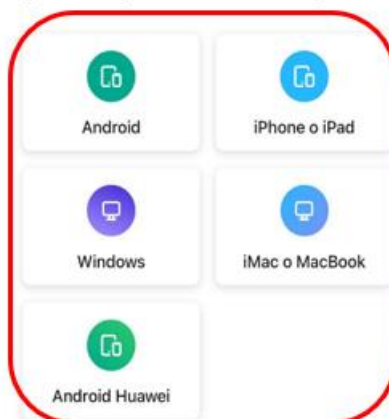 Android
iPhone o iPad
Windows
iMac o MacBook
Android Huawei